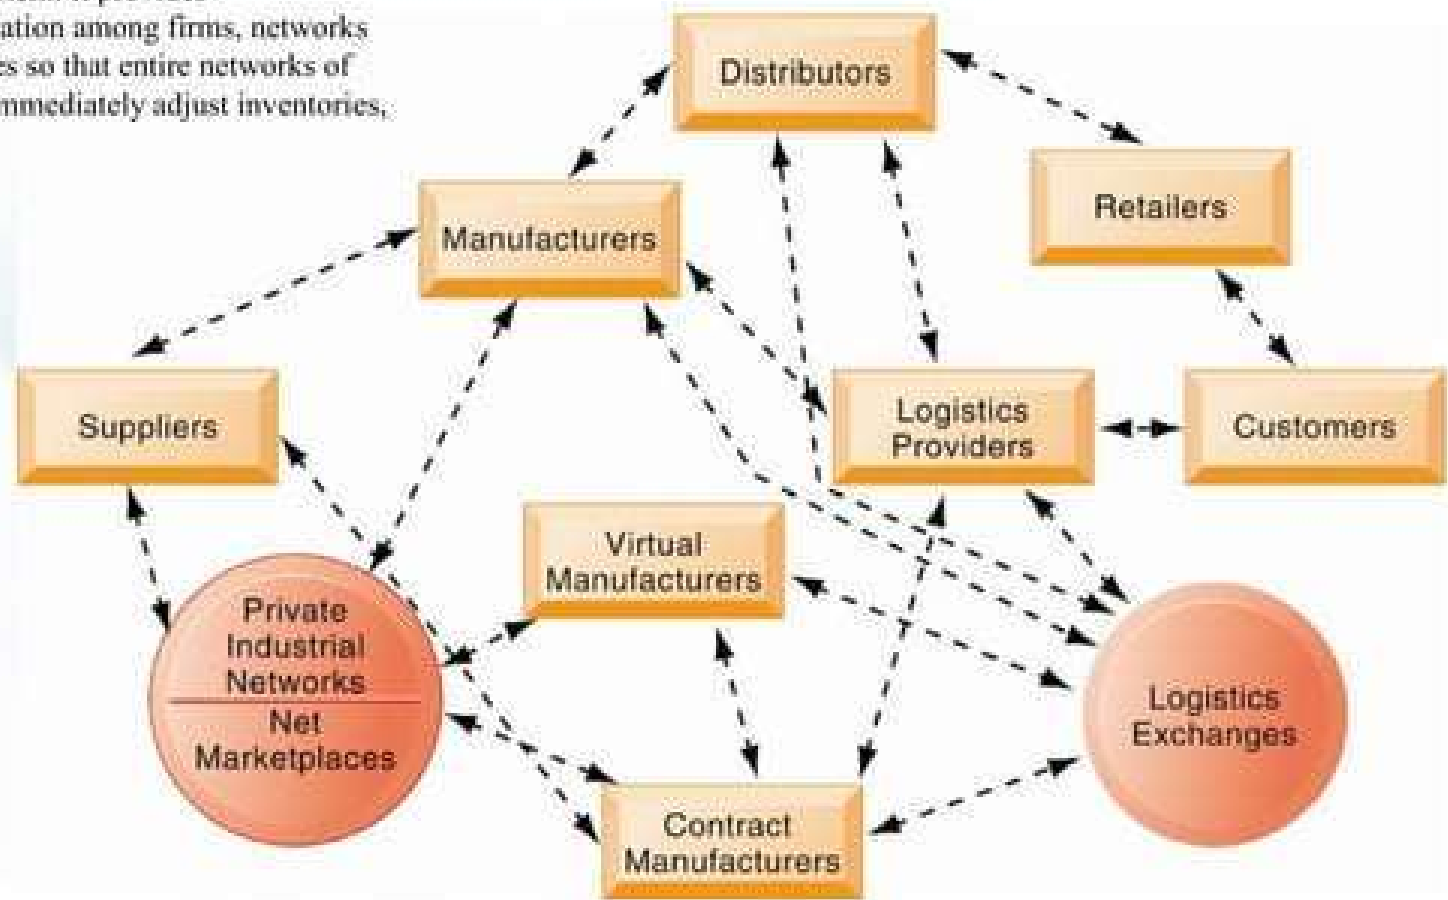 ation among firms, networks
es so that entire networks of
mmediately adjust inventories,
Distributors
Retailers
Manufacturers
Suppliers
Logistics
Providers
Customers
Virtual
Manufacturers
Private
Industrial
Networks
Net
Marketplaces
Logistics
Exchanges
Contract
Manufacturers